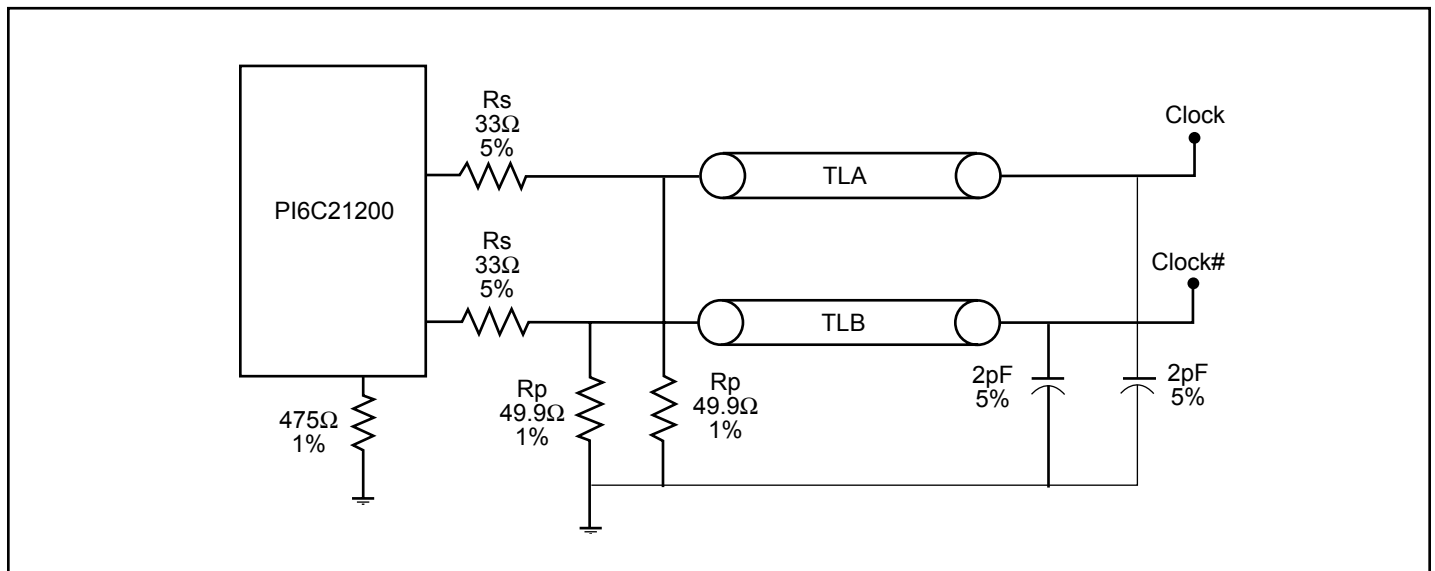 Rs
33Ω
5%
Clock
TLA
PI6C21200
Rs
33Ω
5%
Clock#
TLB
475Ω
1%
Rp
49.9Ω
1%
Rp
49.9Ω
1%
2pF
5%
2pF
5%